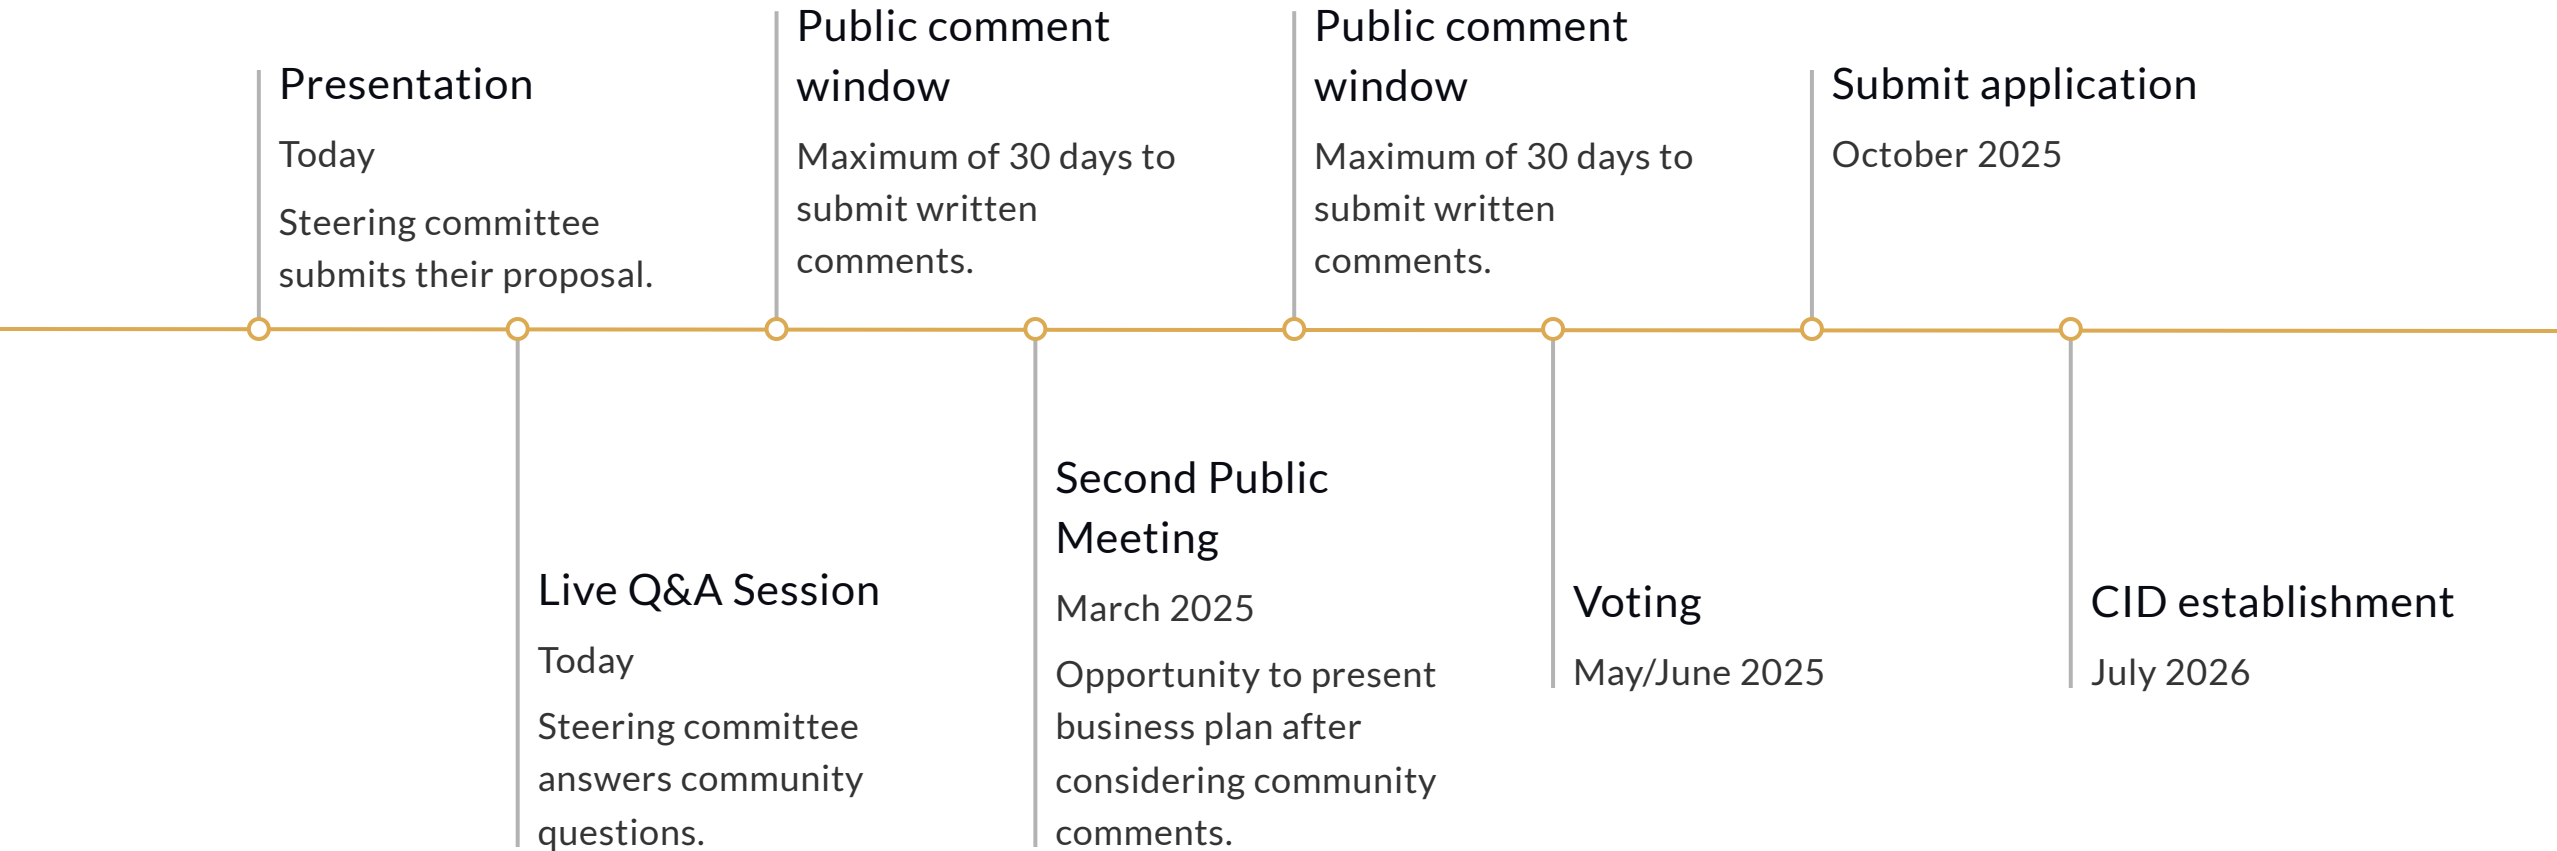 Presentation
Today
Steering committee
submits their proposal.
Live Q&A Session
Today
Steering committee
answers community
questions.
Public comment
window
Maximum of 30 days to
submit written
comments.
Second Public
Meeting
March 2025
Opportunity to present
business plan after
considering community
comments.
Public comment
window
Maximum of 30 days to
submit written
comments.
Voting
May/June 2025
Submit application
October 2025
CID establishment
July 2026